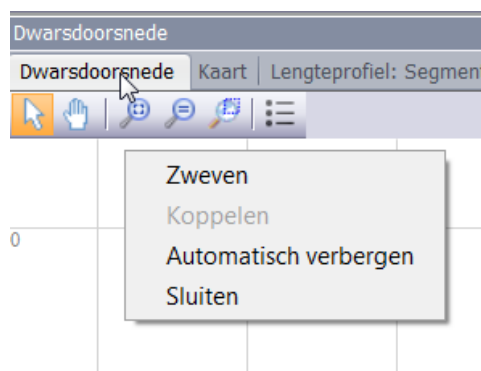 Dwarsdoorsnede
Dwarsdoorsnede Kaart Lengteprofiel: Segment
0
Zweven
Koppelen
Automatisch verbergen
Sluiten